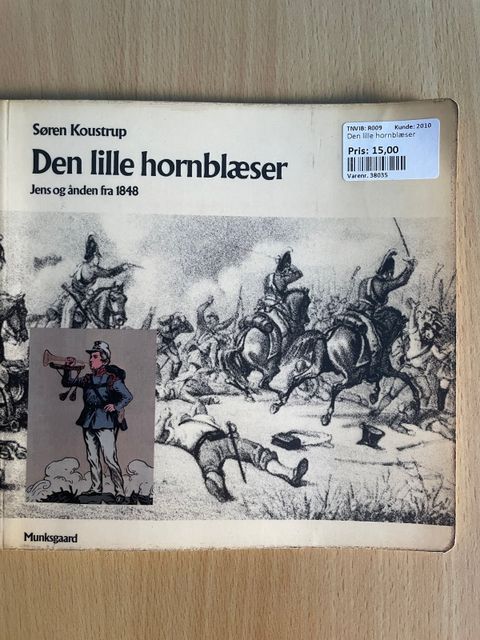 Søren Koustrup
Den lille hornblæser
Jens og ånden fra 1848
TNVIB: R009 Kunde: 2010
Den lille hornblæser
Pris: 15,00
Varenr. 38035
Munksgaard